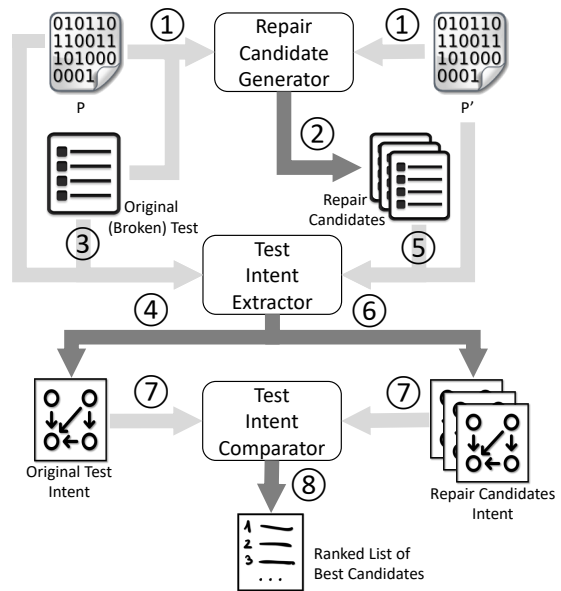 010110
110011
101000
0001
P
①
Repair
Candidate
Generator
①
010110
110011
101000
0001
P’
②
Original
(Broken) Test
Repair
Candidates
③
Test
Intent
Extractor
⑤
④
⑥
⑦
Test
Intent
Comparator
⑦
Original Test
Intent
Repair Candidates
Intent
⑧
1
2
3
...
Ranked List of
Best Candidates